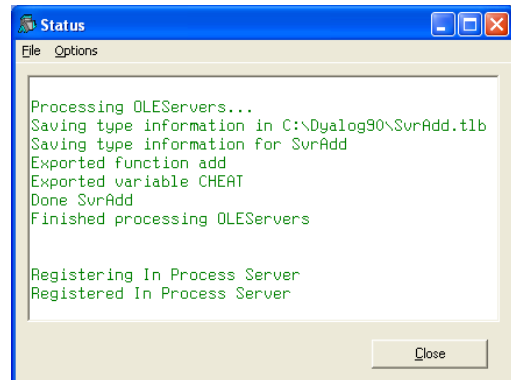 Status
File Options
Processing OLEServers...
Saving type information in C:\Dyalog90\SvrAdd.tlb
Saving type information for SvrAdd
Exported function add
Exported variable CHEAT
Done SvrAdd
Finished processing OLEServers
Registering In Process Server
Registered In Process Server
Close